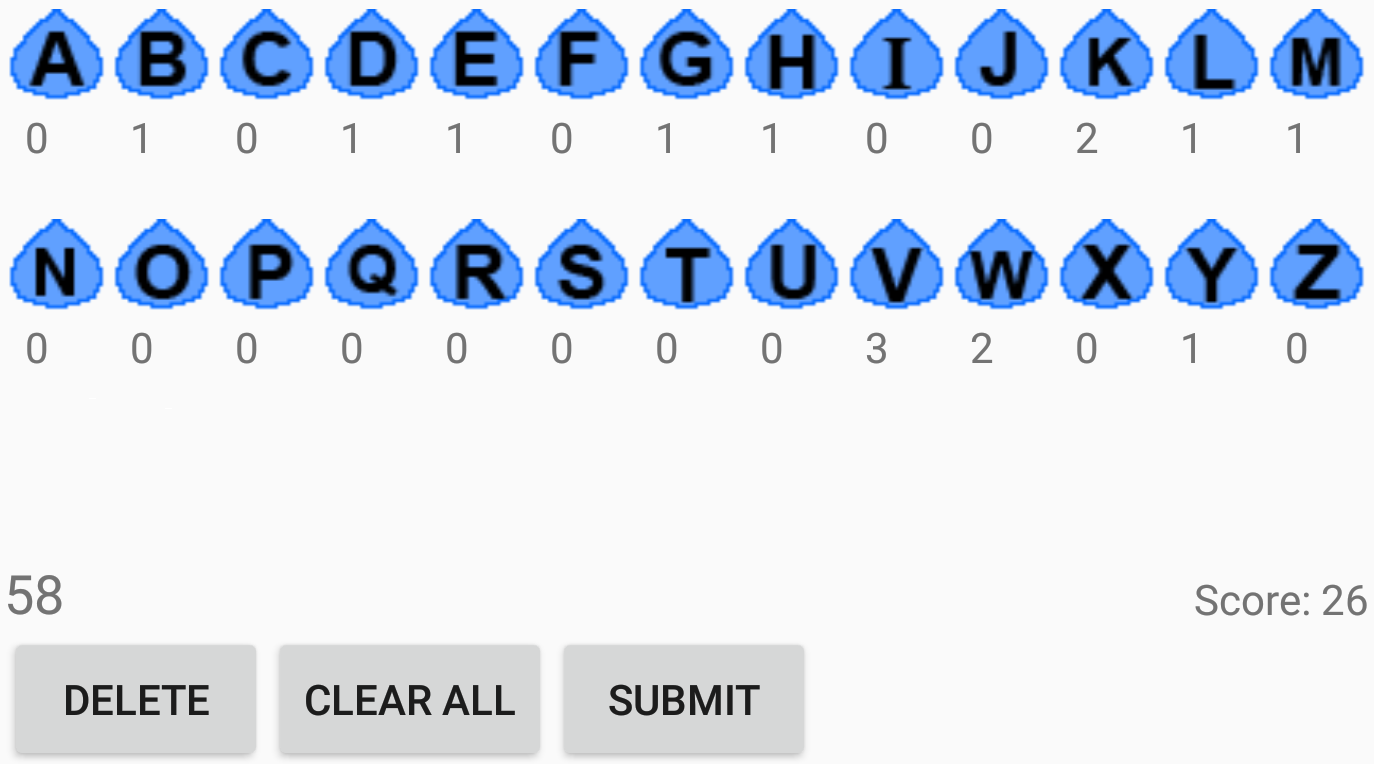 A B C D E F G H I J K L M
0 1 0 1 1 0 1 1 0 0 2 1 1
N O P Q R S T U V W X Y Z
0 0 0 0 0 0 0 0 3 2 0 1 0
58 Score: 26
DELETE CLEAR ALL SUBMIT